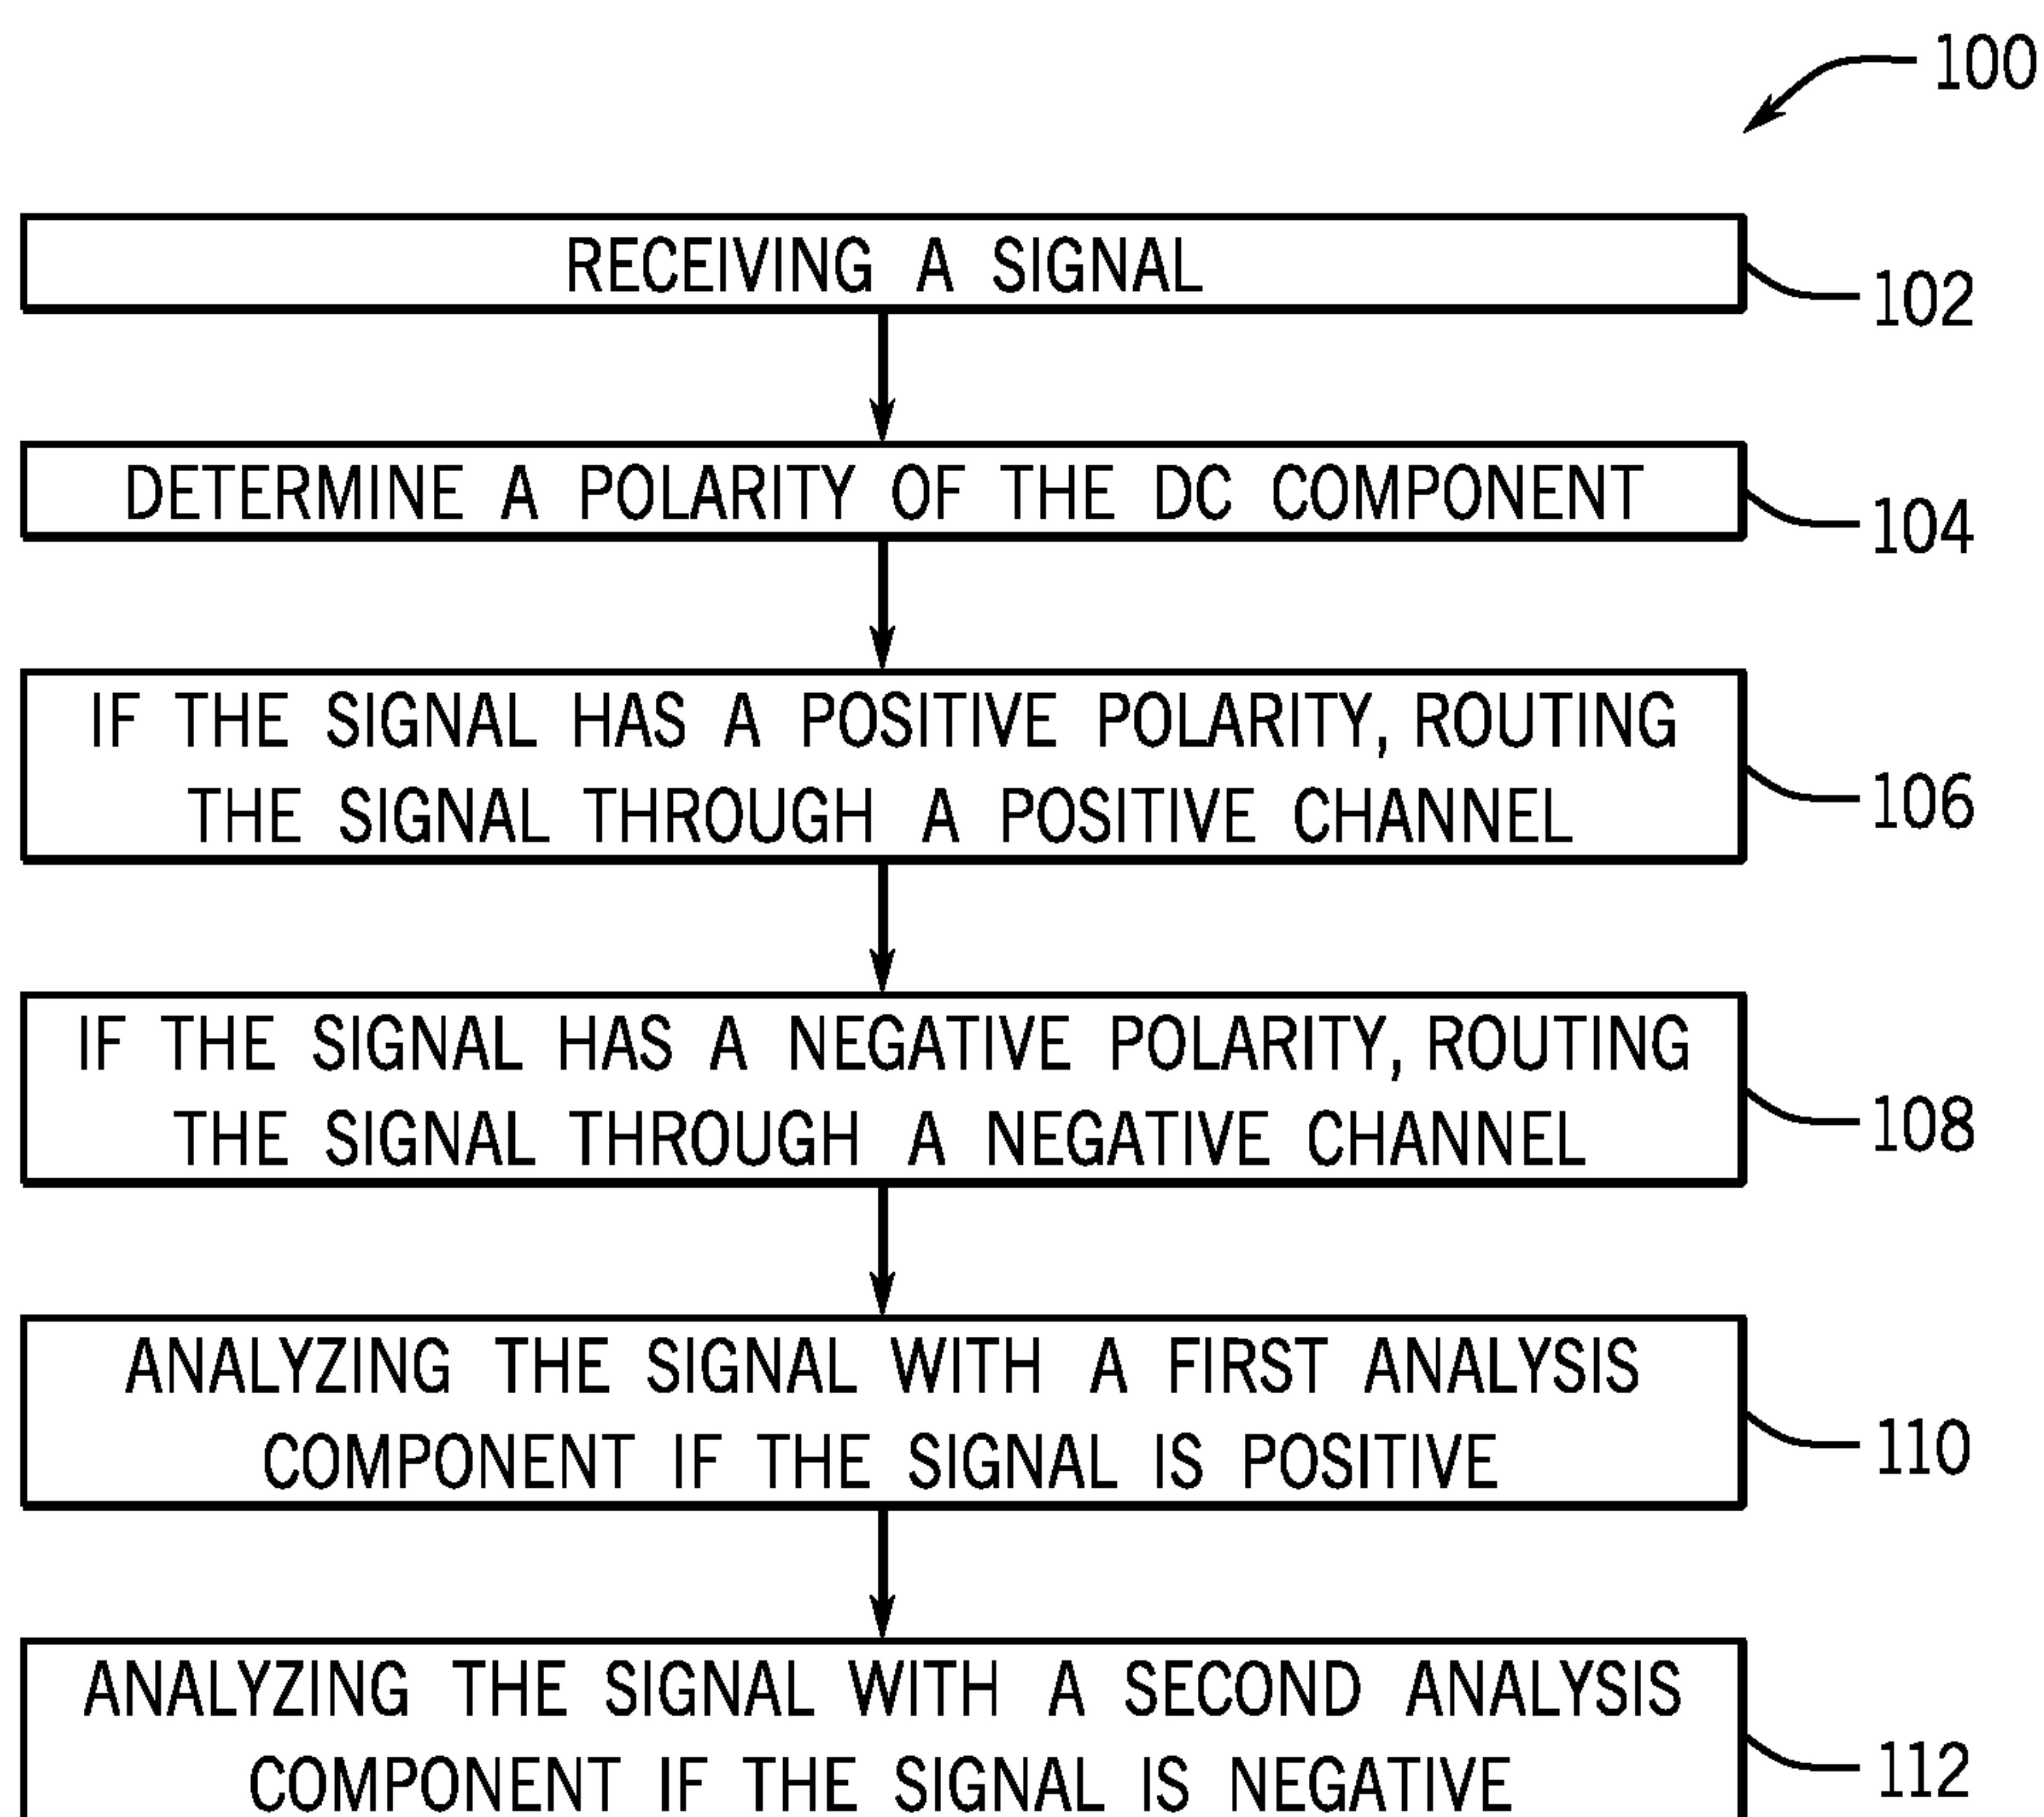 100
RECEIVING A SIGNAL
102
DETERMINE A POLARITY OF THE DC COMPONENT
104
IF THE SIGNAL HAS A POSITIVE POLARITY, ROUTING
THE SIGNAL THROUGH A POSITIVE CHANNEL
106
IF THE SIGNAL HAS A NEGATIVE POLARITY, ROUTING
THE SIGNAL THROUGH A NEGATIVE CHANNEL
108
ANALYZING THE SIGNAL WITH A FIRST ANALYSIS
COMPONENT IF THE SIGNAL IS POSITIVE
110
ANALYZING THE SIGNAL WITH A SECOND ANALYSIS
COMPONENT IF THE SIGNAL IS NEGATIVE
112